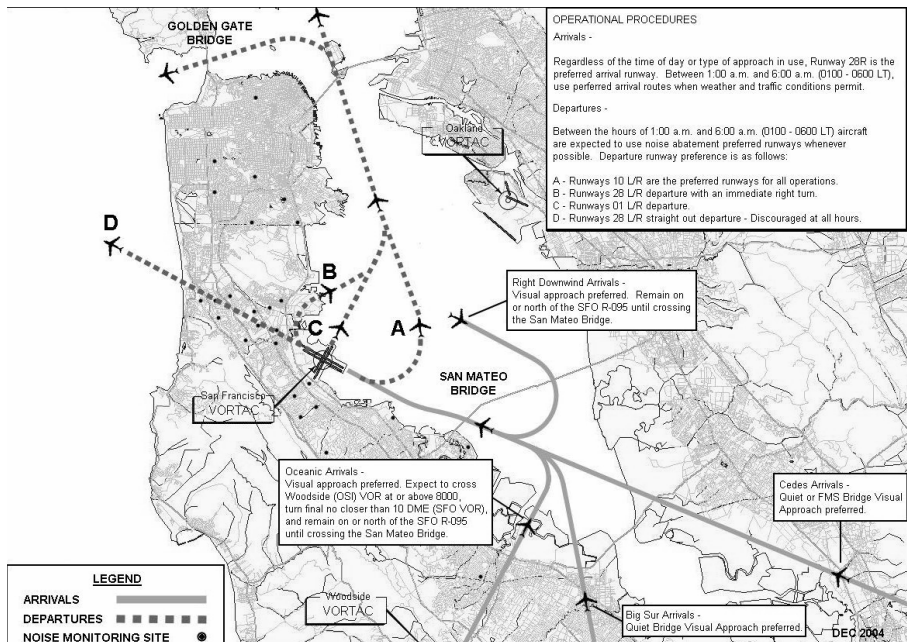 GOLDEN GATE
BRIDGE
OPERATIONAL PROCEDURES
Arrivals -
Regardless of the time of day or type of approach in use, Runway 28R is the
preferred arrival runway. Between 1:00 a.m. and 6:00 a.m. (0100 - 0600 LT),
use perferred arrival routes when weather and traffic conditions permit.
Departures -
Between the hours of 1:00 a.m. and 6:00 a.m. (0100 - 0600 LT) aircraft
are expected to use noise abatement preferred runways whenever
possible. Departure runway preference is as follows:
A - Runways 10 L/R are the preferred runways for all operations.
B - Runways 28 L/R departure with an immediate right turn.
C - Runways 01 L/R departure.
D - Runways 28 L/R straight out departure - Discouraged at all hours.
Oakland
VORTAC
D
B
C
A
Right Downwind Arrivals -
Visual approach preferred. Remain on
or north of the SFO R-095 until crossing
the San Mateo Bridge.
SAN MATEO
BRIDGE
San Francisco
VORTAC
Oceanic Arrivals -
Visual approach preferred. Expect to cross
Woodside (OSI) VOR at or above 8000,
turn final no closer than 10 DME (SFO VOR),
and remain on or north of the SFO R-095
until crossing the San Mateo Bridge.
Cedes Arrivals -
Quiet or FMS Bridge Visual
Approach preferred.
LEGEND
ARRIVALS
DEPARTURES
NOISE MONITORING SITE
Woodside
VORTAC
Big Sur Arrivals -
Quiet Bridge Visual Approach preferred.
DEC 2004